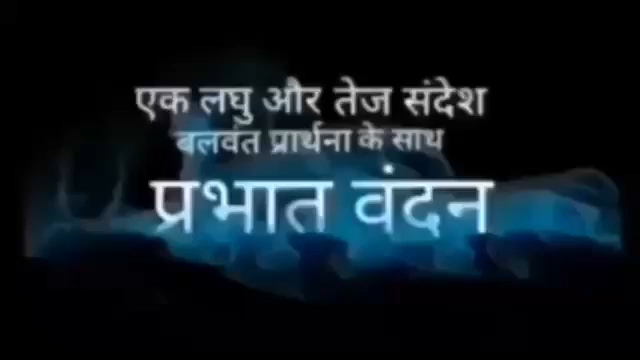 एक लघु और तेज संदेश
बलवंत प्रार्थना के साथ
प्रभात वंदन